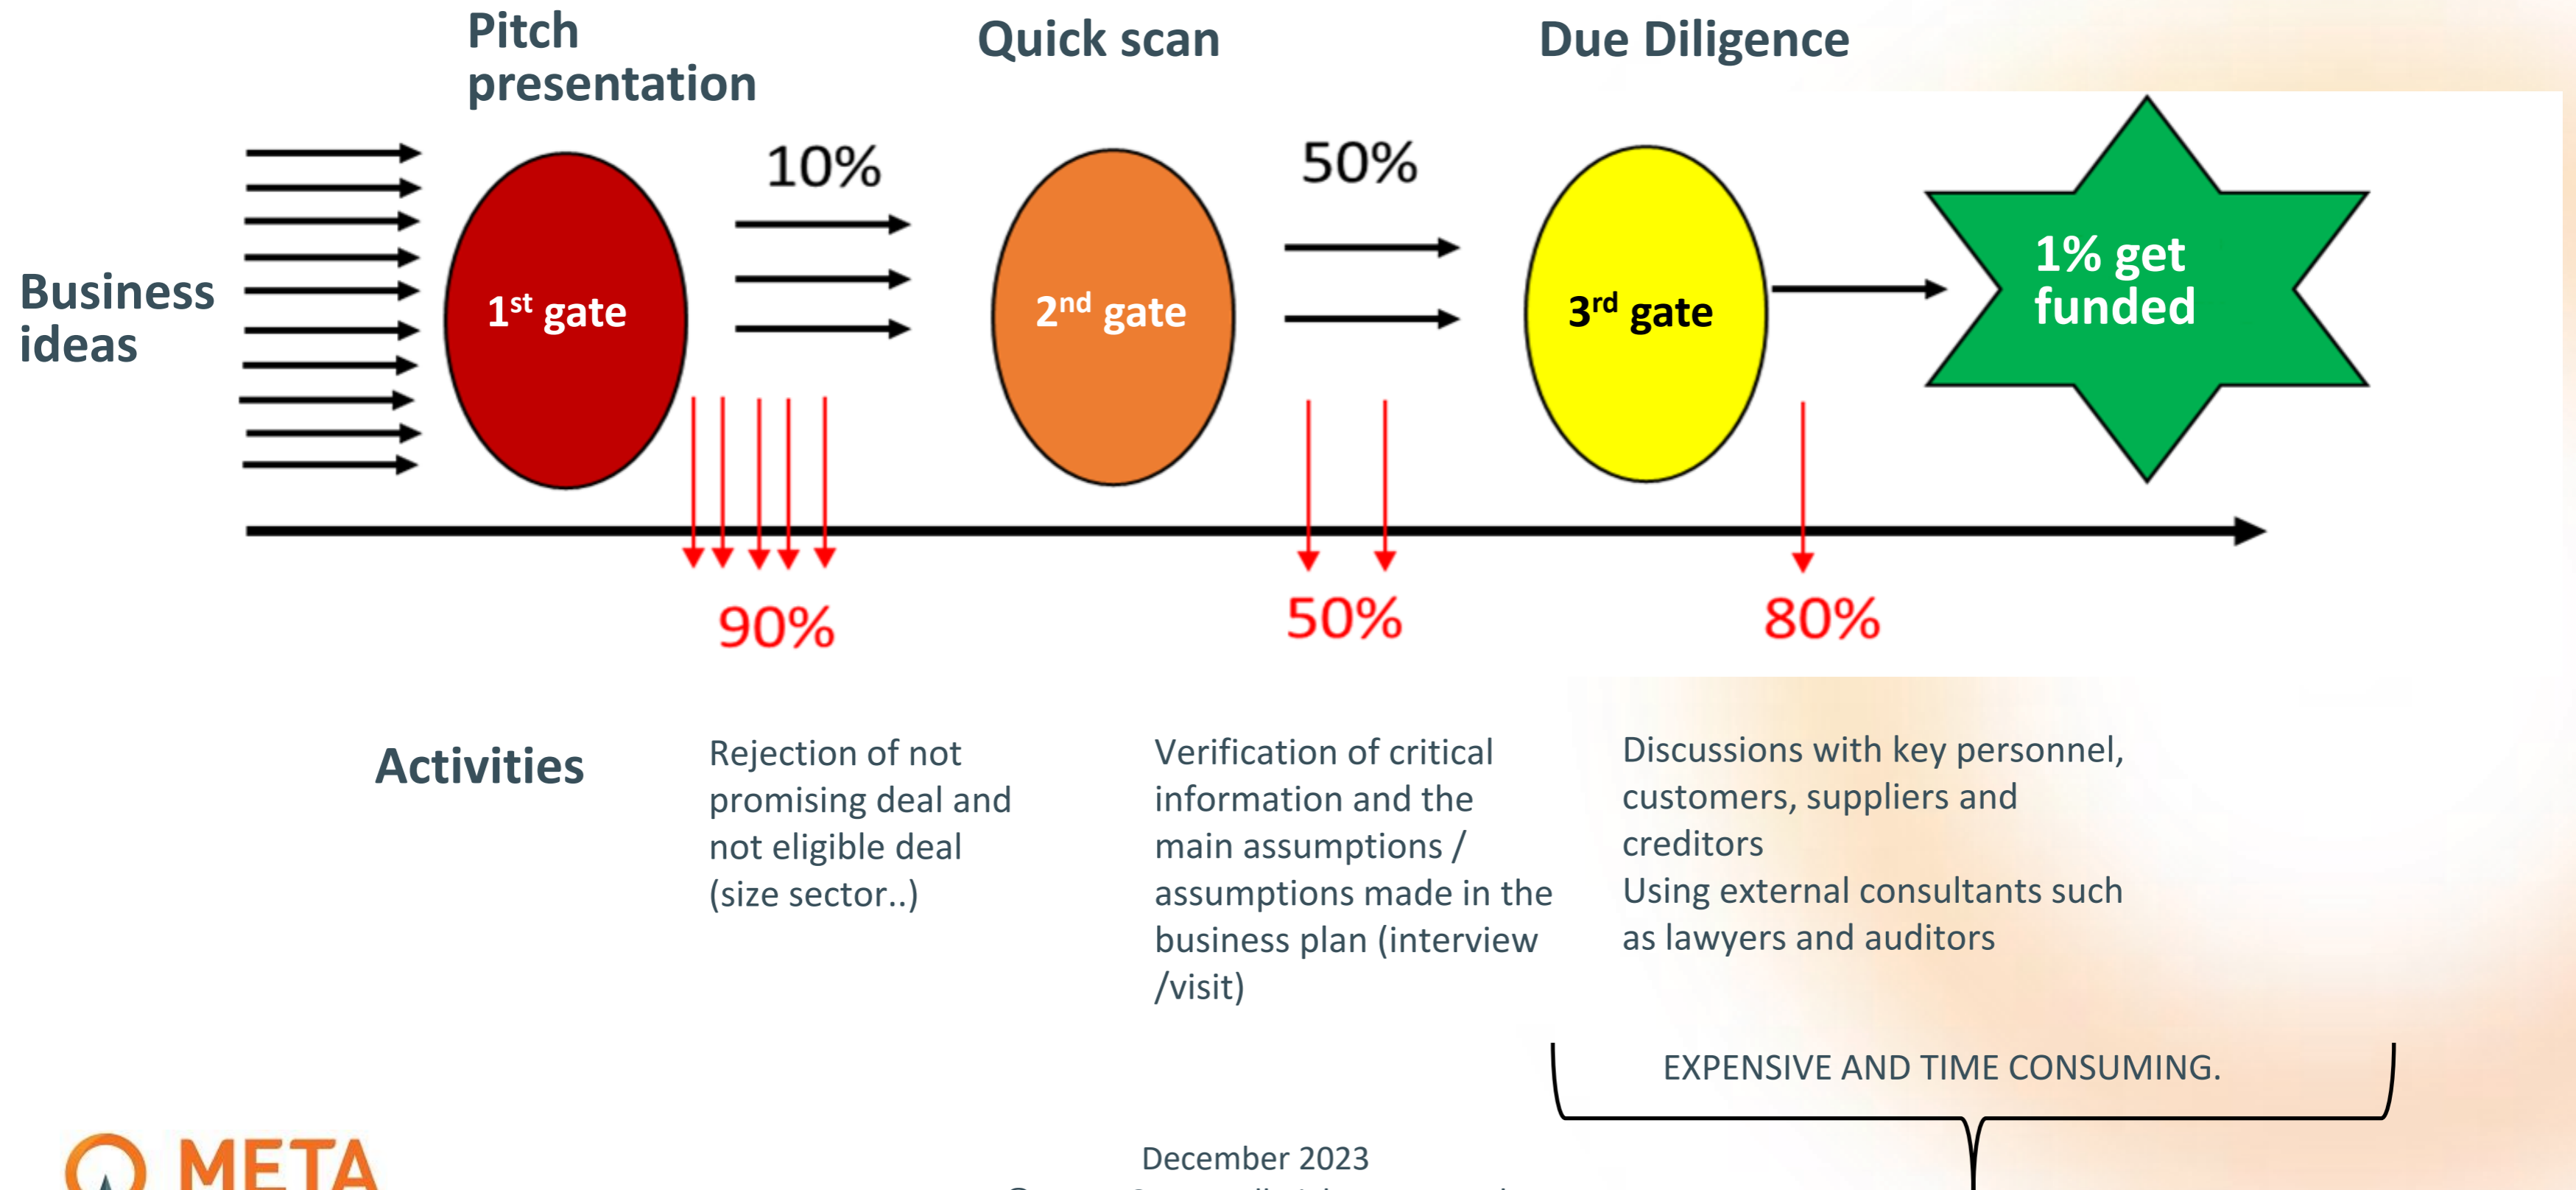 Pitch
presentation
Quick scan
Due Diligence
Business
ideas
10%
50%
1st gate
2nd gate
3rd gate
1% get
funded
90%
50%
80%
Activities
Rejection of not
promising deal and
not eligible deal
(size sector..)
Verification of critical
information and the
main assumptions /
assumptions made in the
business plan (interview
/visit)
Discussions with key personnel,
customers, suppliers and
creditors
Using external consultants such
as lawyers and auditors
EXPENSIVE AND TIME CONSUMING.
META
December 2023